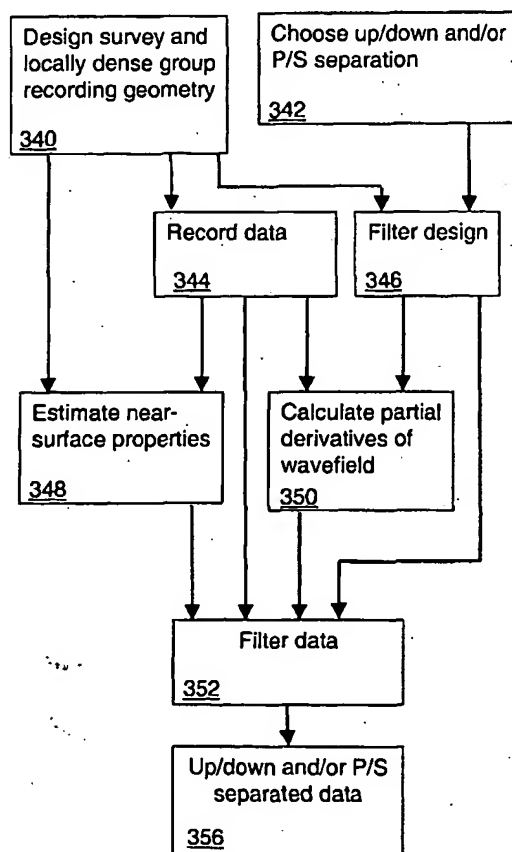 Design survey and
locally dense group
recording geometry
340
Choose up/down and/or
P/S separation
342
Record data
344
Filter design
346
Estimate near-
surface properties
348
Calculate partial
derivatives of
wavefield
350
Filter data
352
Up/down and/or P/S
separated data
356